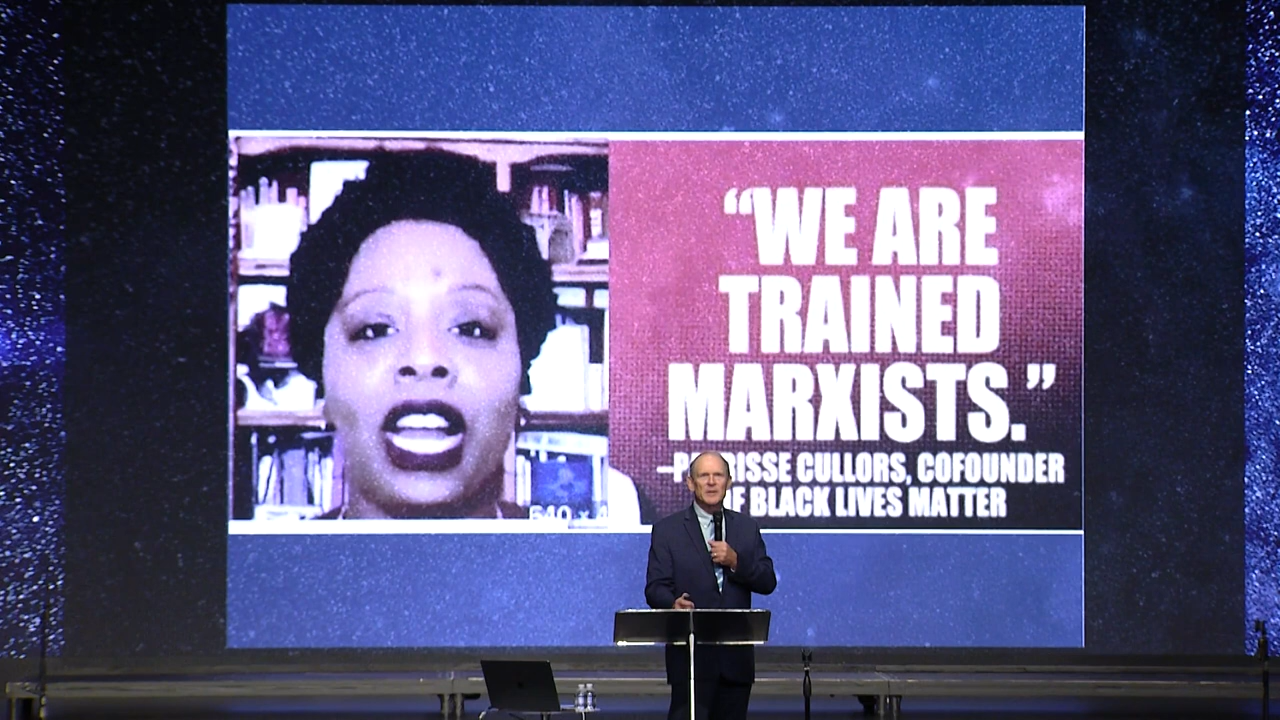 “WE ARE
TRAINED
MARXISTS.”
CULLORS, COFOUNDER
BLACK LIVES MATTER